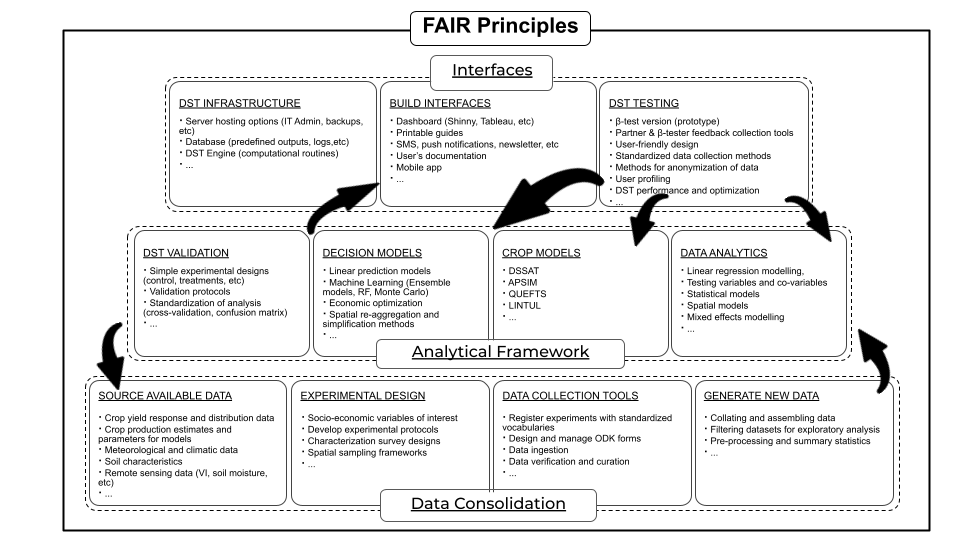 FAIR Principles
Interfaces
DST INFRASTRUCTURE
· Server hosting options (IT Admin, backups,
etc)
· Database (predefined outputs, logs,etc)
· DST Engine (computational routines)
· ...
BUILD INTERFACES
· Dashboard (Shinny, Tableau, etc)
· Printable guides
· SMS, push notifications, newsletter, etc
· User's documentation
· Mobile app
· ...
DST TESTING
· β-test version (prototype)
· Partner & β-tester feedback collection tools
· User-friendly design
· Standardized data collection methods
· Methods for anonymization of data
· User profiling
· DST performance and optimization
· ...
DST VALIDATION
· Simple experimental designs
(control, treatments, etc)
· Validation protocols
· Standardization of analysis
(cross-validation, confusion matrix)
· ...
DECISION MODELS
· Linear prediction models
· Machine Learning (Ensemble
models, RF, Monte Carlo)
· Economic optimization
· Spatial re-aggregation and
simplification methods
· ...
CROP MODELS
· DSSAT
· APSIM
· QUEFTS
· LINTUL
· ...
DATA ANALYTICS
· Linear regression modelling,
· Testing variables and co-variables
· Statistical models
· Spatial models
· Mixed effects modelling
· ...
Analytical Framework
SOURCE AVAILABLE DATA
· Crop yield response and distribution data
· Crop production estimates and
parameters for models
· Meteorological and climatic data
· Soil characteristics
· Remote sensing data (VI, soil moisture,
etc)
· ...
EXPERIMENTAL DESIGN
· Socio-economic variables of interest
· Develop experimental protocols
· Characterization survey designs
· Spatial sampling frameworks
· ...
DATA COLLECTION TOOLS
· Register experiments with standardized
vocabularies
· Design and manage ODK forms
· Data ingestion
· Data verification and curation
· ...
GENERATE NEW DATA
· Collating and assembling data
· Filtering datasets for exploratory analysis
· Pre-processing and summary statistics
· ...
Data Consolidation